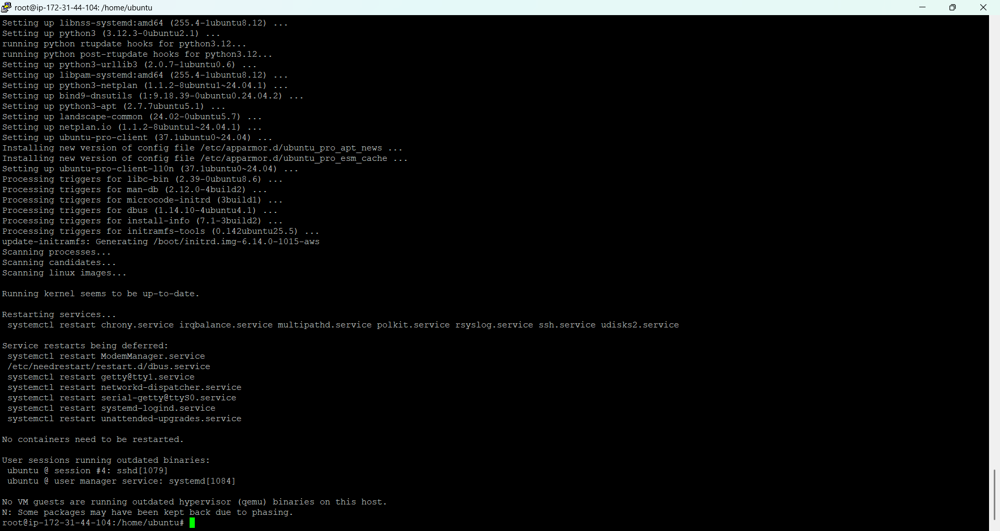 root@ip-172-31-44-104: /home/ubuntu
Setting up libnss-systemd:amd64 (255.4-1ubuntu8.12) ...
Setting up python3 (3.12.3-0ubuntu2.1) ...
running python rtupdate hooks for python3.12...
running python post-rtupdate hooks for python3.12...
Setting up python3-urllib3 (2.0.7-1ubuntu0.6) ...
Setting up libpam-systemd:amd64 (255.4-1ubuntu8.12) ...
Setting up python3-netplan (1.1.2-8ubuntu1~24.04.1) ...
Setting up bind9-dnsutils (1:9.18.39-0ubuntu0.24.04.2) ...
Setting up python3-apt (2.7.7ubuntu5.1) ...
Setting up landscape-common (24.02-0ubuntu5.7) ...
Setting up netplan.io (1.1.2-8ubuntu1~24.04.1) ...
Setting up ubuntu-pro-client (37.1ubuntu0~24.04) ...
Installing new version of config file /etc/apparmor.d/ubuntu_pro_apt_news ...
Installing new version of config file /etc/apparmor.d/ubuntu_pro_esm_cache ...
Setting up ubuntu-pro-client-l10n (37.1ubuntu0~24.04) ...
Processing triggers for libc-bin (2.39-0ubuntu8.6) ...
Processing triggers for man-db (2.12.0-4build2) ...
Processing triggers for microcode-initrd (3build1) ...
Processing triggers for dbus (1.14.10-4ubuntu4.1) ...
Processing triggers for install-info (7.1-3build2) ...
Processing triggers for initramfs-tools (0.142ubuntu25.5) ...
update-initramfs: Generating /boot/initrd.img-6.14.0-1015-aws
Scanning processes...
Scanning candidates...
Scanning linux images...
Running kernel seems to be up-to-date.
Restarting services...
systemctl restart chrony.service irqbalance.service multipathd.service polkit.service rsyslog.service ssh.service udisks2.service
Service restarts being deferred:
systemctl restart ModemManager.service
/etc/needrestart/restart.d/dbus.service
systemctl restart getty@tty1.service
systemctl restart networkd-dispatcher.service
systemctl restart serial-getty@ttyS0.service
systemctl restart systemd-logind.service
systemctl restart unattended-upgrades.service
No containers need to be restarted.
User sessions running outdated binaries:
ubuntu @ session #4: sshd[1079]
ubuntu @ user manager service: systemd[1084]
No VM guests are running outdated hypervisor (qemu) binaries on this host.
N: Some packages may have been kept back due to phasing.
root@ip-172-31-44-104:/home/ubuntu#